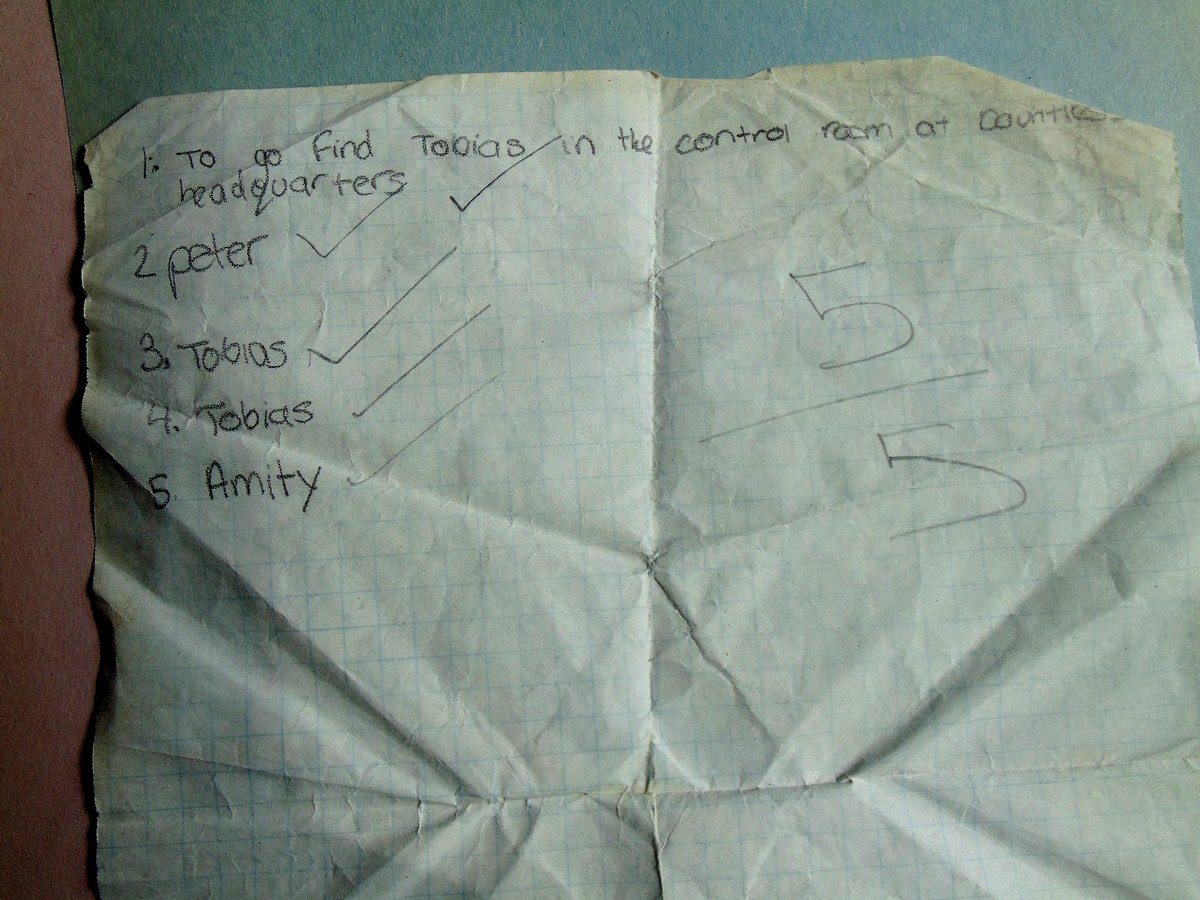 1. To go find Tobias in the control room at
headquarters
2 peter
3. Tobias
4. Tobias
5. Amity
5
5